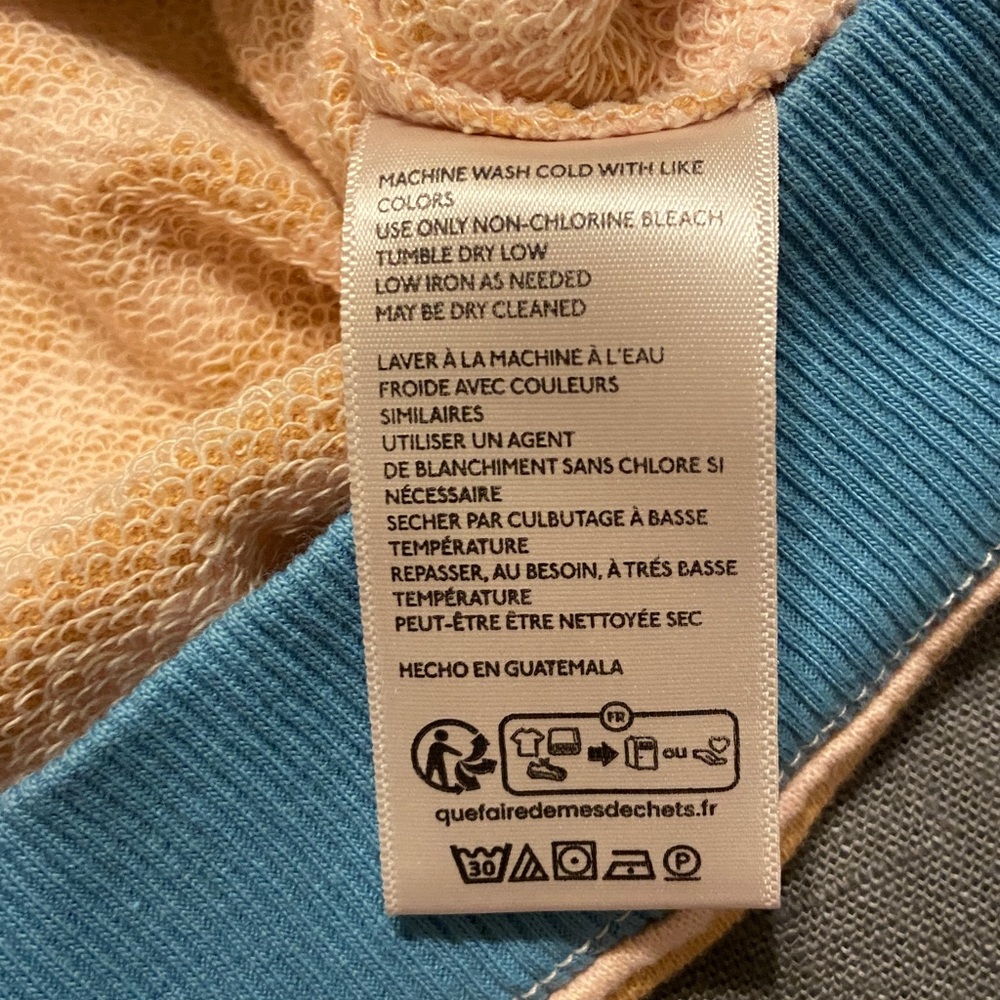 MACHINE WASH COLD WITH LIKE
COLORS
USE ONLY NON-CHLORINE BLEACH
TUMBLE DRY LOW
LOW IRON AS NEEDED
MAY BE DRY CLEANED
LAVER À LA MACHINE À L'EAU
FROIDE AVEC COULEURS
SIMILAIRES
UTILISER UN AGENT
DE BLANCHIMENT SANS CHLORE SI
NÉCESSAIRE
SECHER PAR CULBUTAGE À BASSE
TEMPÉRATURE
REPASSER, AU BESOIN, À TRÉS BASSE
TEMPÉRATURE
PEUT-ÊTRE ÊTRE NETTOYÉE SEC
HECHO EN GUATEMALA
FR
ou
quefairedemesdechets.fr
30 P